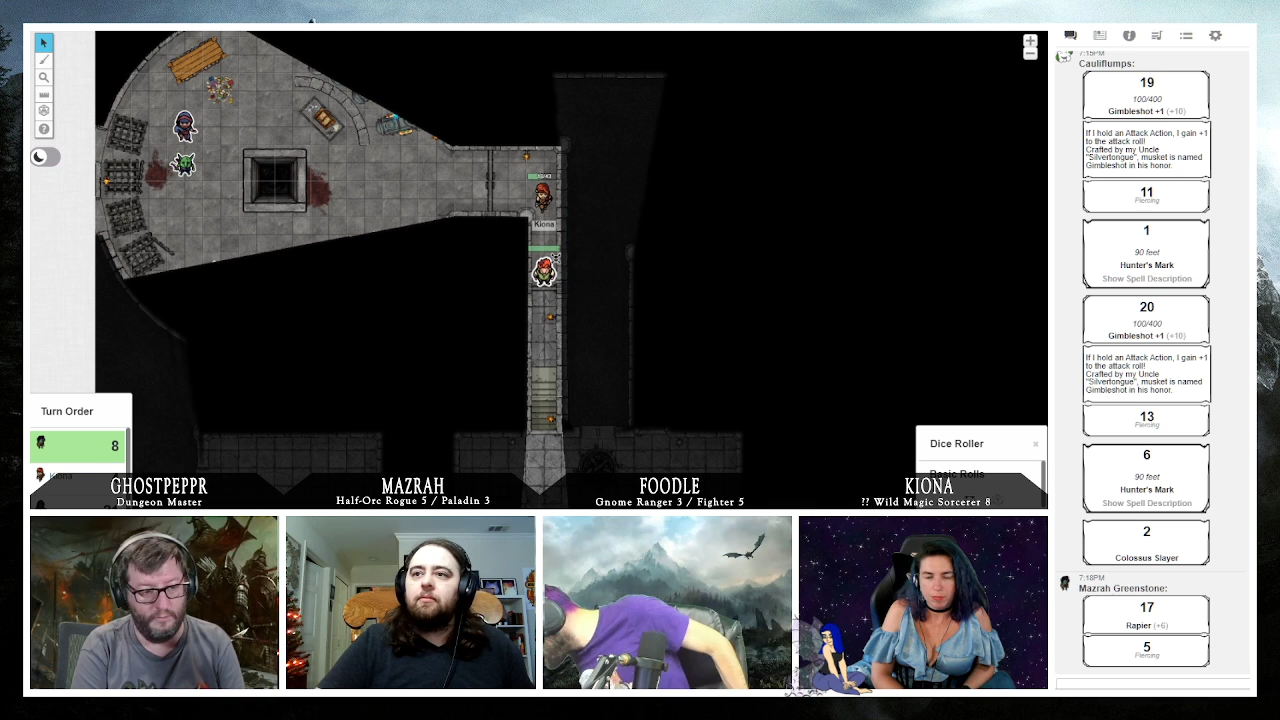 7:15PM
Cauliflumps:
19
100/400
Gimbleshot +1 (+10)
If I hold an Attack Action, I gain +1
to the attack roll!
Crafted by my Uncle
"Silvertongue", musket is named
Gimbleshot in his honor.
11
Piercing
1
90 feet
Hunter's Mark
Show Spell Description
20
100/400
Gimbleshot +1 (+10)
If I hold an Attack Action, I gain +1
to the attack roll!
Crafted by my Uncle
"Silvertongue", musket is named
Gimbleshot in his honor.
13
Piercing
6
90 feet
Hunter's Mark
Show Spell Description
2
Colossus Slayer
7:18PM
Mazrah Greenstone:
17
Rapier (+6)
5
Piercing
Kiona
Turn Order
8
Kiona
Dice Roller
Basic Rolls
GHOSTPEPPR
Dungeon Master
MAZRAH
Half-Orc Rogue 5 / Paladin 3
FOODLE
Gnome Ranger 3 / Fighter 5
KIONA
?? Wild Magic Sorcerer 8